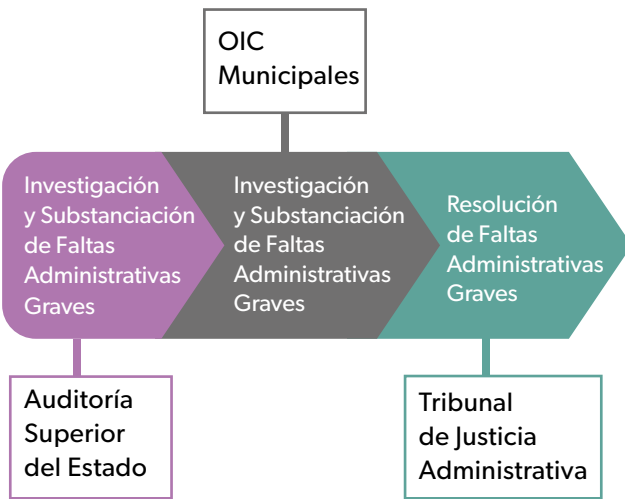 OIC
Municipales
Investigación
y Substanciación
de Faltas
Administrativas
Graves
Investigación
y Substanciación
de Faltas
Administrativas
Graves
Resolución
de Faltas
Administrativas
Graves
Auditoría
Superior
del Estado
Tribunal
de Justicia
Administrativa